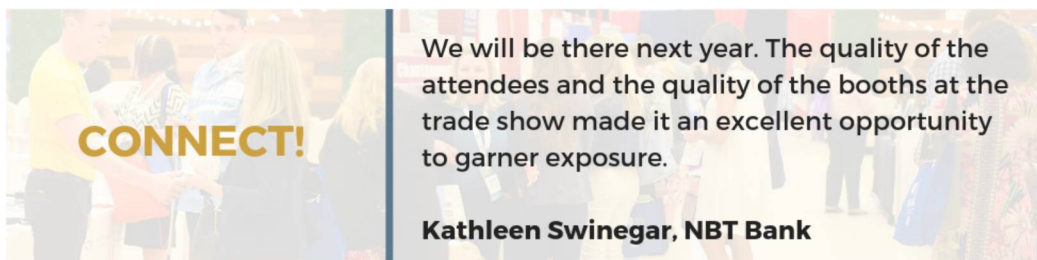 CONNECT!
We will be there next year. The quality of the
attendees and the quality of the booths at the
trade show made it an excellent opportunity
to garner exposure.
Kathleen Swinegar, NBT Bank